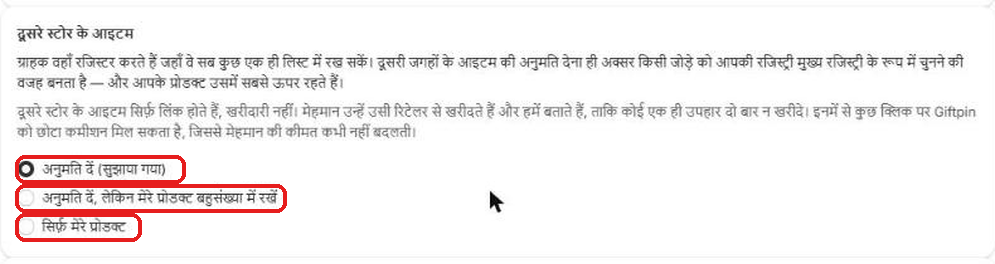 दूसरे स्टोर के आइटम
ग्राहक वहाँ रजिस्टर करते हैं जहाँ वे सब कुछ एक ही लिस्ट में रख सकें। दूसरी जगहों के आइटम की अनुमति देना ही अक्सर किसी जोड़े को आपकी रजिस्ट्री मुख्य रजिस्ट्री के रूप में चुनने की
वजह बनता है — और आपके प्रोडक्ट उसमें सबसे ऊपर रहते हैं।
दूसरे स्टोर के आइटम सिर्फ़ लिंक होते हैं, खरीदारी नहीं। मेहमान उन्हें उसी रिटेलर से खरीदते हैं और हमें बताते हैं, ताकि कोई एक ही उपहार दो बार न खरीदे। इनमें से कुछ क्लिक पर Giftpin
को छोटा कमीशन मिल सकता है, जिससे मेहमान की कीमत कभी नहीं बदलती।
अनुमति दें (सुझाया गया)
अनुमति दें, लेकिन मेरे प्रोडक्ट बहुसंख्या में रखें
सिर्फ़ मेरे प्रोडक्ट